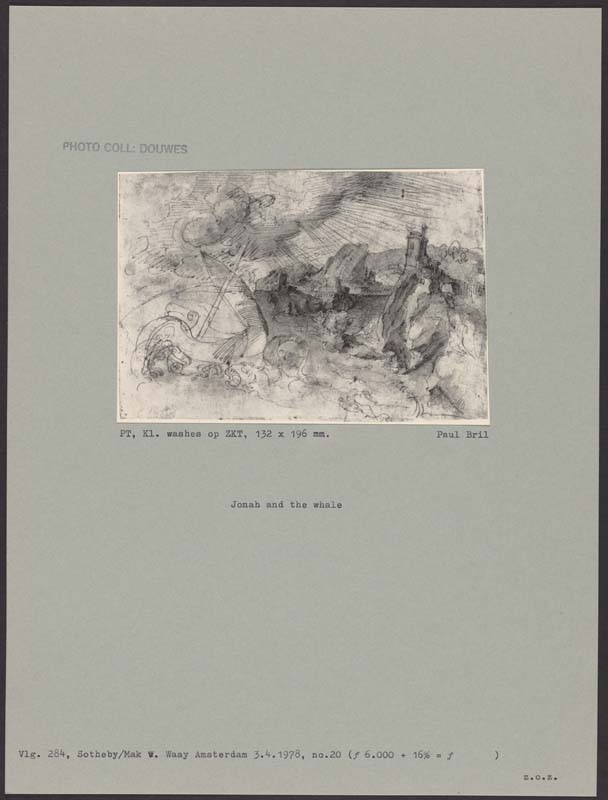 PHOTO COLL: DOUWES
PT, Kl. washes op ZKT, 132 x 196 mm. Paul Bril
Jonah and the whale
Vlg. 284, Sotheby/Mak v. Waay Amsterdam 3.4.1978, no.20 (ƒ 6.000 + 16% = ƒ )
z.o.z.